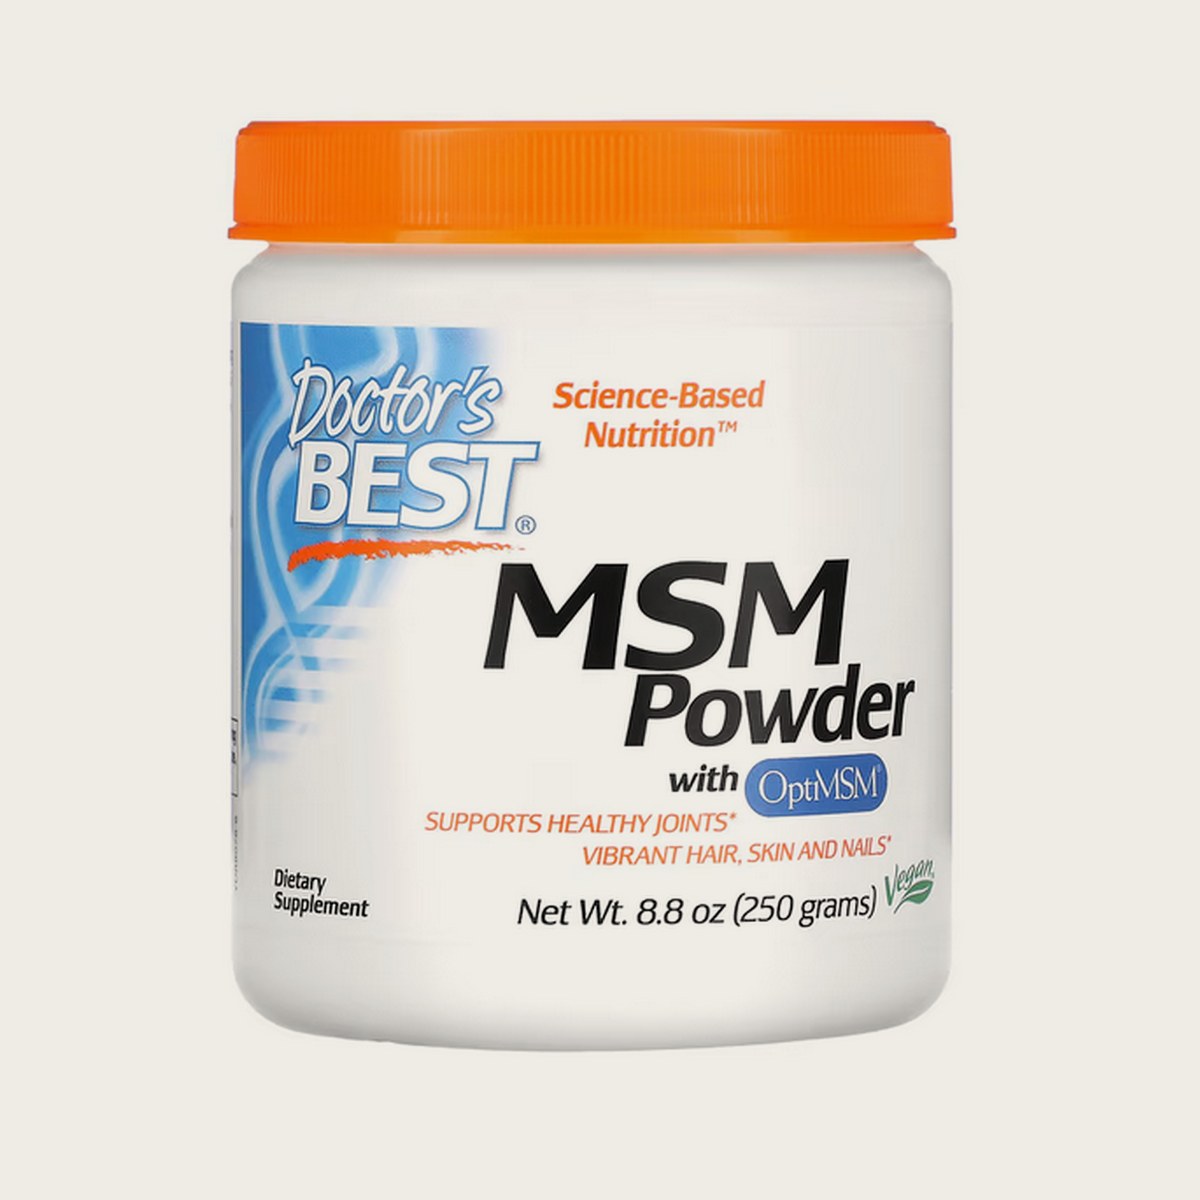 Doctor's
BEST®
Science-Based
Nutrition™
MSM
Powder
with OptiMSM®
SUPPORTS HEALTHY JOINTS*
VIBRANT HAIR, SKIN AND NAILS*
Vegan
Dietary
Supplement
Net Wt. 8.8 oz (250 grams)